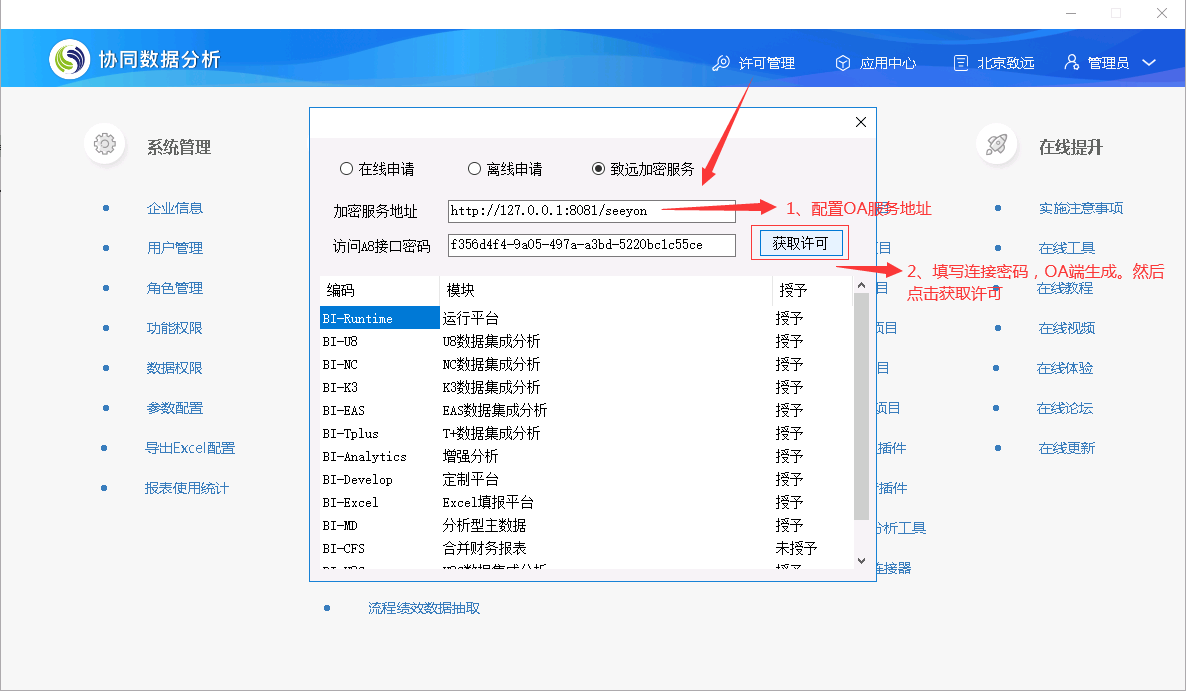 协同数据分析
许可管理 应用中心 北京致远 管理员
系统管理
企业信息
用户管理
角色管理
功能权限
数据权限
参数配置
导出Excel配置
报表使用统计
在线申请 离线申请 致远加密服务
加密服务地址 http://127.0.0.1:8081/seeyon
1、配置OA服务地址
访问A8接口密码 f356d4f4-9a05-497a-a3bd-5220bc1c55ce 获取许可
2、填写连接密码，OA端生成。然后
点击获取许可
编码 模块 授予
BI-Runtime 运行平台 授予
BI-U8 U8数据集成分析 授予
BI-NC NC数据集成分析 授予
BI-K3 K3数据集成分析 授予
BI-EAS EAS数据集成分析 授予
BI-Tplus T+数据集成分析 授予
BI-Analytics 增强分析 授予
BI-Develop 定制平台 授予
BI-Excel Excel填报平台 授予
BI-MD 分析型主数据 授予
BI-CFS 合并财务报表 未授予
目
目
项目
目
项目
插件
插件
分析工具
连接器
流程绩效数据抽取
在线提升
实施注意事项
在线工具
在线教程
在线视频
在线体验
在线论坛
在线更新